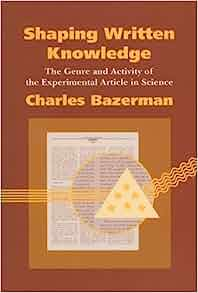 Shaping Written
Knowledge
The Genre and Activity of
the Experimental Article in Science
Charles Bazerman